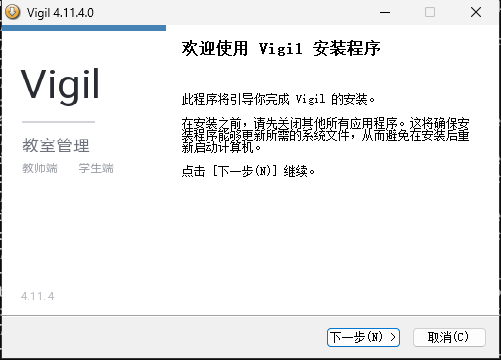 Vigil 4.11.4.0
Vigil
教室管理
教师端 学生端
4.11.4
欢迎使用 Vigil 安装程序
此程序将引导你完成 Vigil 的安装。
在安装之前，请先关闭其他所有应用程序。这将确保安
装程序能够更新所需的系统文件，从而避免在安装后重
新启动计算机。
点击 [下一步(N)] 继续。
下一步(N) >
取消(C)